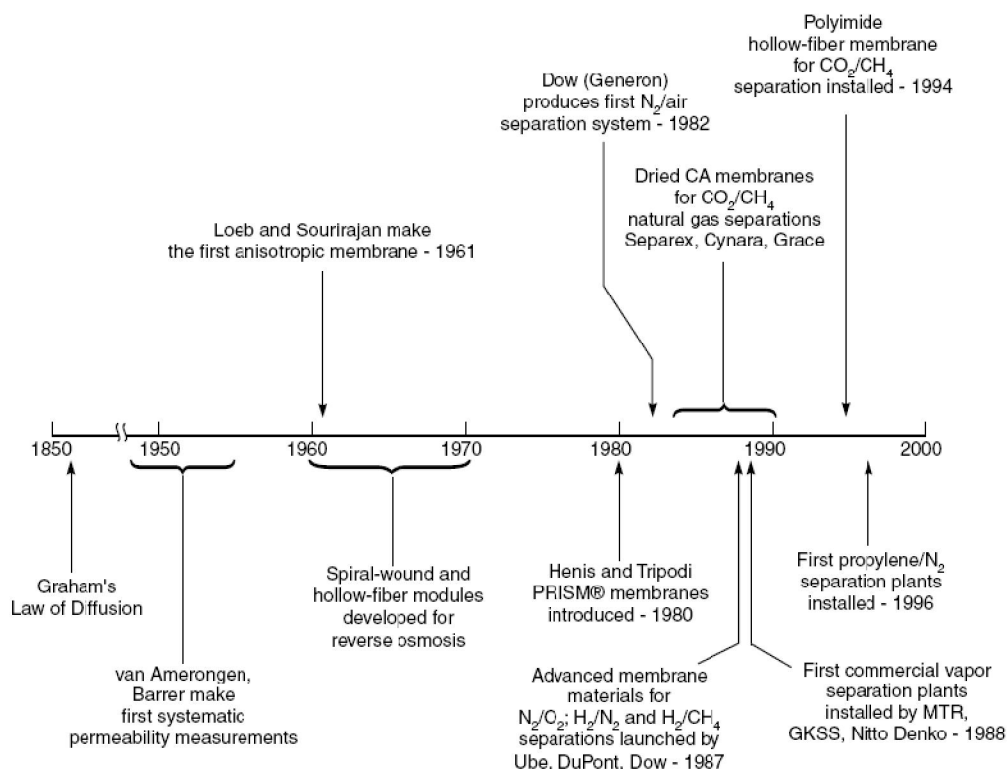 Polyimide
hollow-fiber membrane
for CO2/CH4
separation installed - 1994
Dow (Generon)
produces first N2/air
separation system - 1982
Dried CA membranes
for CO2/CH4
natural gas separations
Separex, Cynara, Grace
Loeb and Sourirajan make
the first anisotropic membrane - 1961
1850 1950 1960 1970 1980 1990 2000
Graham's
Law of Diffusion
van Amerongen,
Barrer make
first systematic
permeability measurements
Spiral-wound and
hollow-fiber modules
developed for
reverse osmosis
Henis and Tripodi
PRISM® membranes
introduced - 1980
Advanced membrane
materials for
N2/O2; H2/N2 and H2/CH4
separations launched by
Ube, DuPont, Dow - 1987
First propylene/N2
separation plants
installed - 1996
First commercial vapor
separation plants
installed by MTR,
GKSS, Nitto Denko - 1988